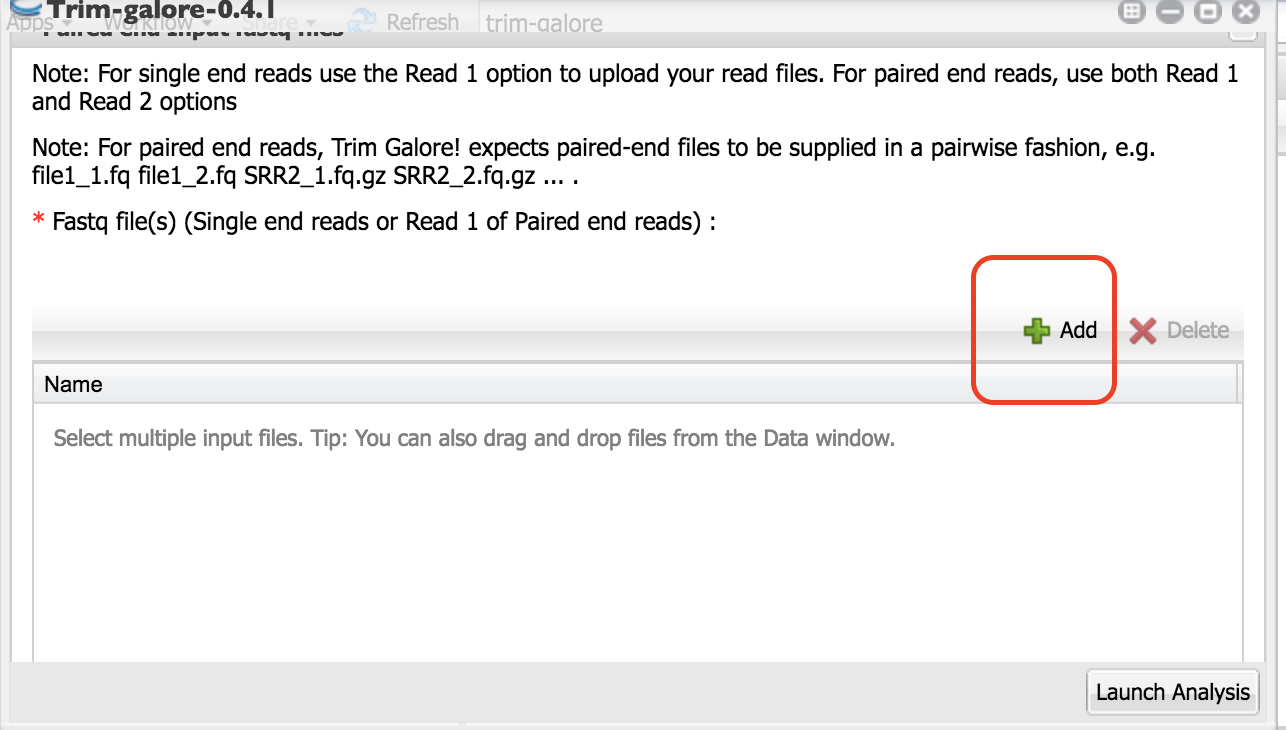 Trim-galore-0.4.1
Apps Workflow Share Refresh trim-galore
Paired end input fastq files
Note: For single end reads use the Read 1 option to upload your read files. For paired end reads, use both Read 1
and Read 2 options
Note: For paired end reads, Trim Galore! expects paired-end files to be supplied in a pairwise fashion, e.g.
file1_1.fq file1_2.fq SRR2_1.fq.gz SRR2_2.fq.gz ... .
* Fastq file(s) (Single end reads or Read 1 of Paired end reads) :
Add Delete
Name
Select multiple input files. Tip: You can also drag and drop files from the Data window.
Launch Analysis